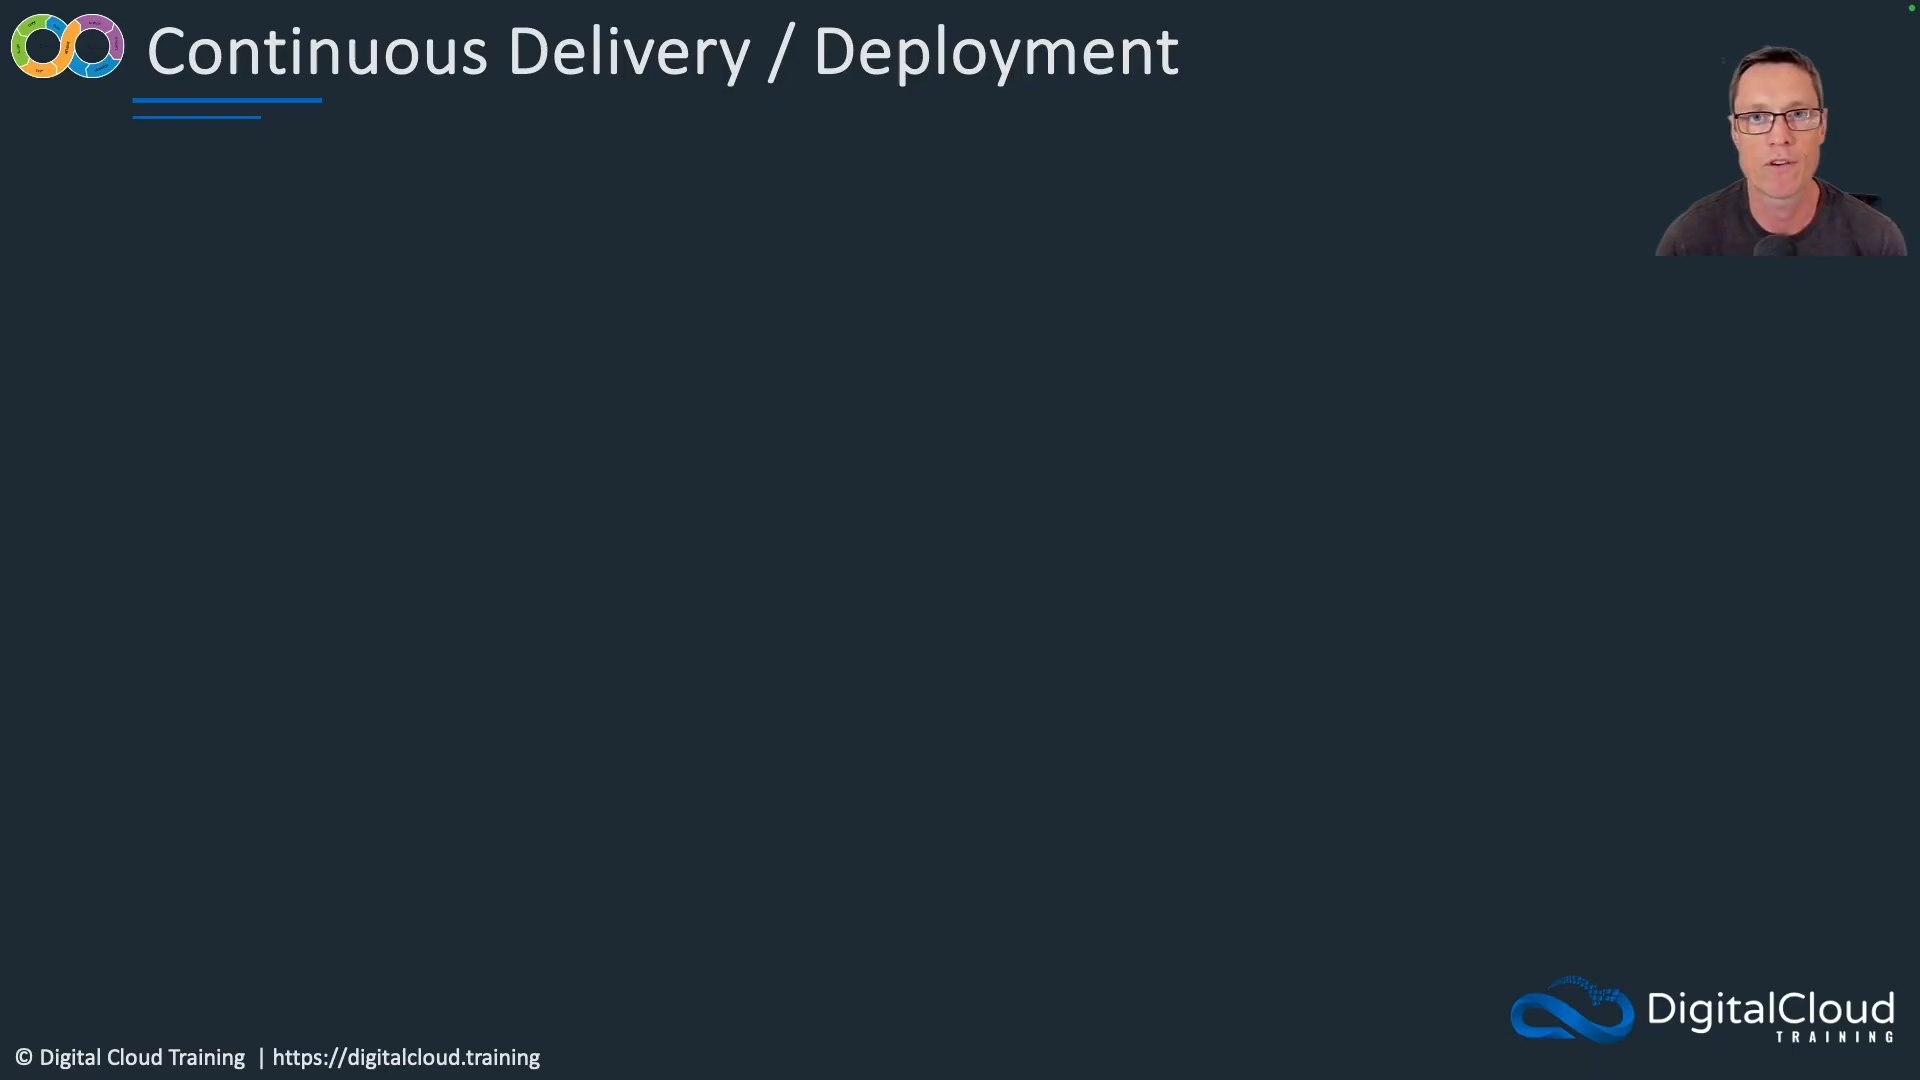 Continuous Delivery / Deployment
DigitalCloud
TRAINING
© Digital Cloud Training | https://digitalcloud.training